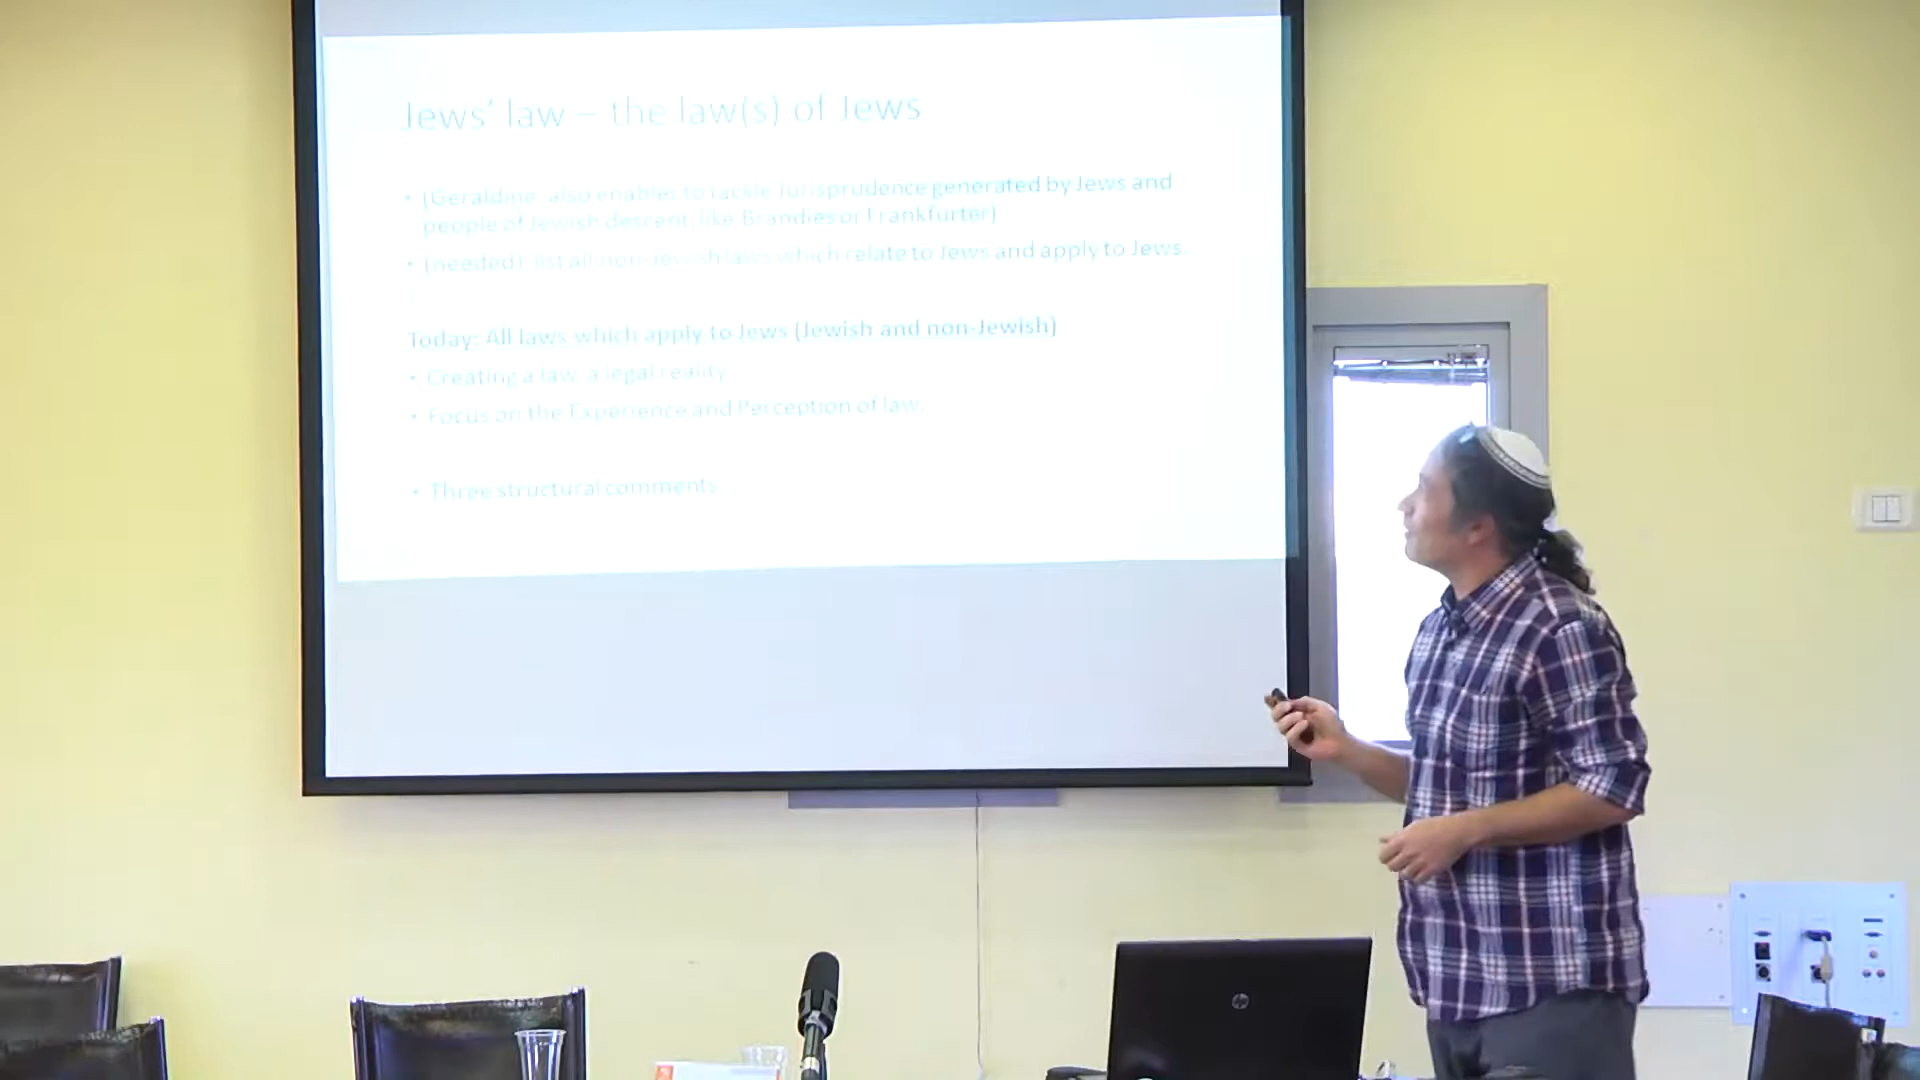 Jews' law – the law(s) of Jews
• (Geraldine: also enables to tackle Jurisprudence generated by Jews and
people of Jewish descent, like Brandies or Frankfurter)
• (needed): list all non-Jewish laws which relate to Jews and apply to Jews.
Today: All laws which apply to Jews (Jewish and non-Jewish)
• Creating a law, a legal reality
• Focus on the Experience and Perception of law.
• Three structural comments
hp